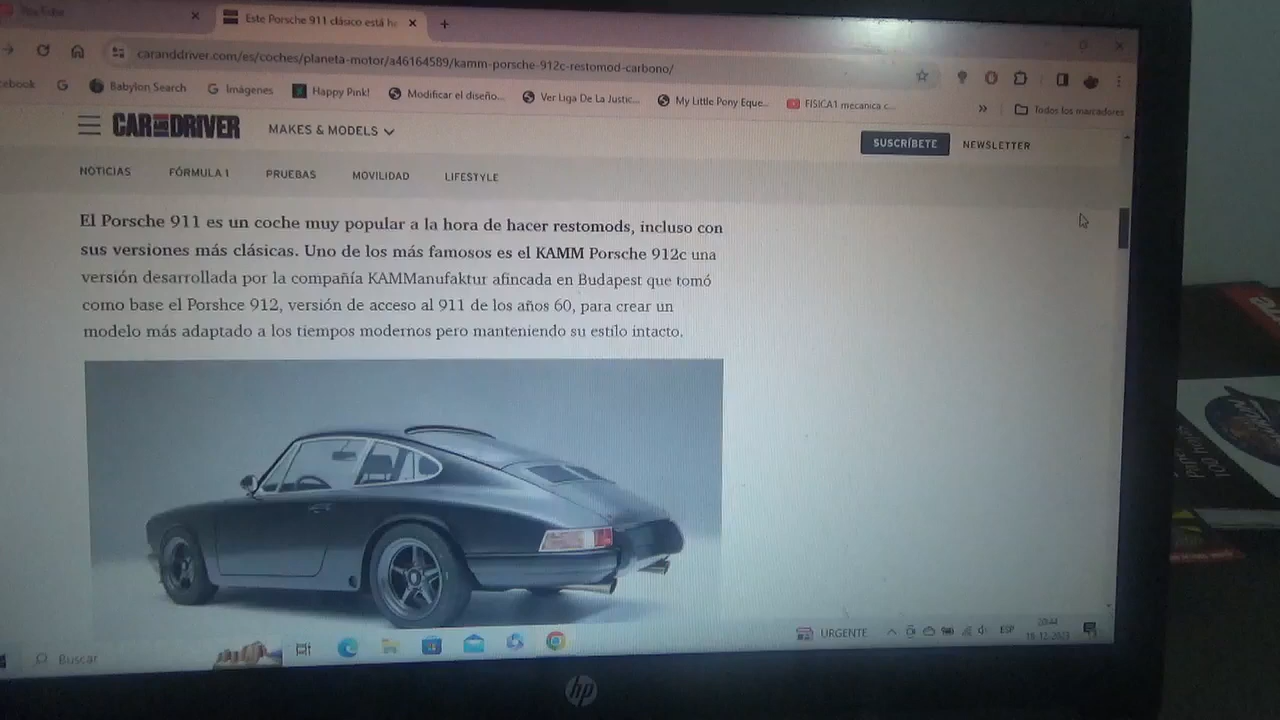 YouTube
Este Porsche 911 clásico está he
caranddriver.com/es/coches/planeta-motor/a46164589/kamm-porsche-912c-restomod-carbono/
cebook
Babylon Search
Imágenes
Happy Pink!
Modificar el diseño...
Ver Liga De La Justic...
My Little Pony Eque...
FISICA1 mecanica c...
Todos los marcadores
CAR AND DRIVER
MAKES & MODELS
SUSCRÍBETE
NEWSLETTER
NOTICIAS
FÓRMULA 1
PRUEBAS
MOVILIDAD
LIFESTYLE
El Porsche 911 es un coche muy popular a la hora de hacer restomods, incluso con
sus versiones más clásicas. Uno de los más famosos es el KAMM Porsche 912c una
versión desarrollada por la compañía KAMManufaktur afincada en Budapest que tomó
como base el Porshce 912, versión de acceso al 911 de los años 60, para crear un
modelo más adaptado a los tiempos modernos pero manteniendo su estilo intacto.
Buscar
URGENTE
ESP
20:44
18-12-2023
hp